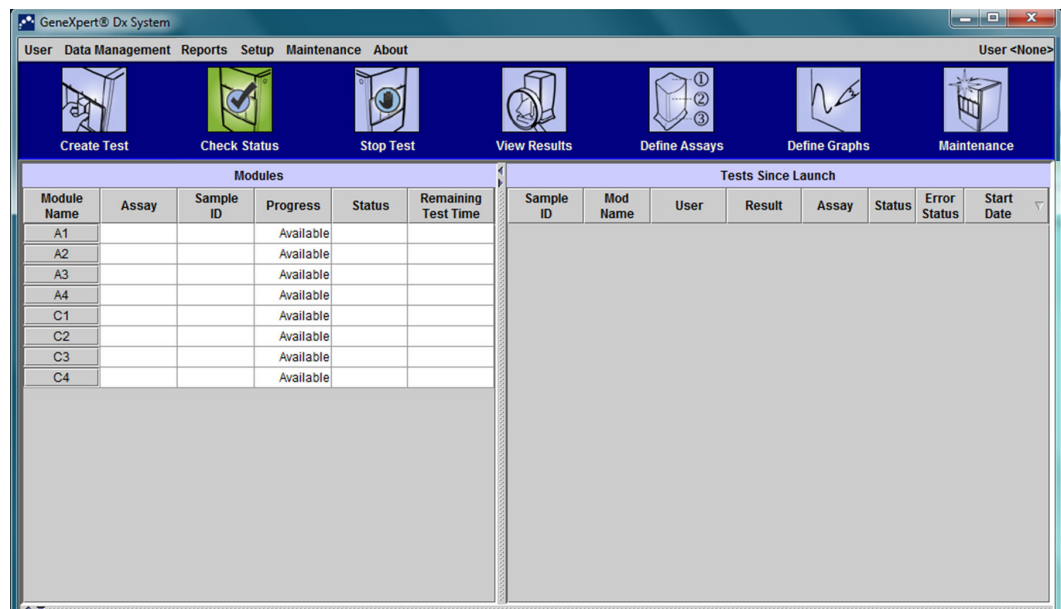 GeneXpert® Dx System
User Data Management Reports Setup Maintenance About User <None>
Create Test Check Status Stop Test View Results Define Assays Define Graphs Maintenance
Modules
Module Name Assay Sample ID Progress Status Remaining Test Time
A1 Available
A2 Available
A3 Available
A4 Available
C1 Available
C2 Available
C3 Available
C4 Available
Tests Since Launch
Sample ID Mod Name User Result Assay Status Error Status Start Date